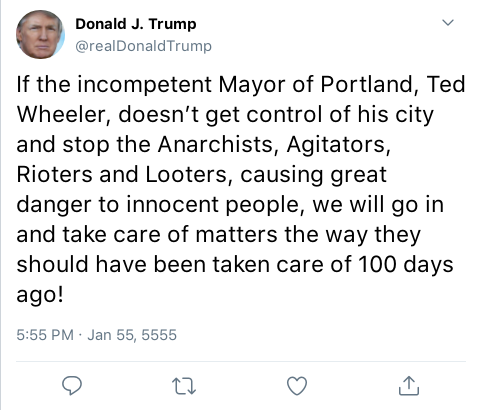 Donald J. Trump
@realDonaldTrump
If the incompetent Mayor of Portland, Ted
Wheeler, doesn’t get control of his city
and stop the Anarchists, Agitators,
Rioters and Looters, causing great
danger to innocent people, we will go in
and take care of matters the way they
should have been taken care of 100 days
ago!
5:55 PM · Jan 55, 5555